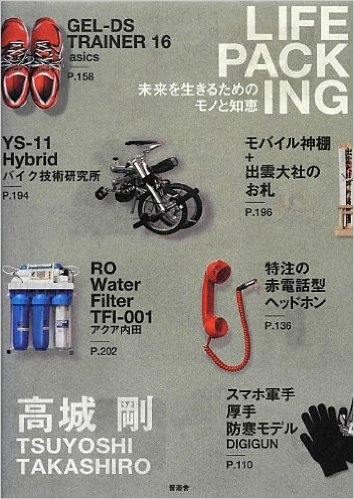 GEL-DS
TRAINER 16
asics
P.158
LIFE
PACK
ING
未来を生きるための
モノと知恵
YS-11
Hybrid
バイク技術研究所
P.194
モバイル神棚
+
出雲大社の
お札
P.196
RO
Water
Filter
TFI-001
アクア内田
P.202
特注の
赤電話型
ヘッドホン
P.136
高城 剛
TSUYOSHI
TAKASHIRO
スマホ軍手
厚手
防寒モデル
DIGIGUN
P.110
晋遊舎